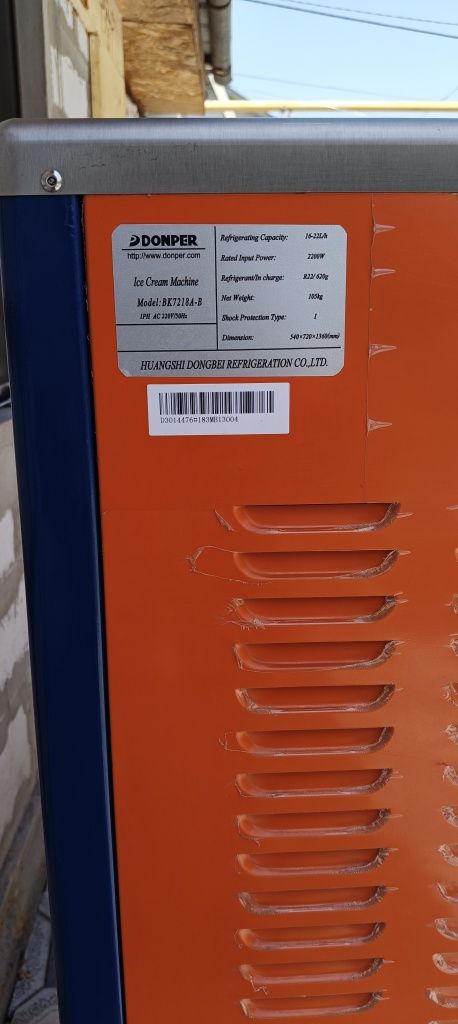 DONPER
http://www.donper.com
Ice Cream Machine
Model: BK7218A-B
1PH AC 220V/50Hz
Refrigerating Capacity: 16-22L/h
Rated Input Power: 2200W
Refrigerant/In charge: R22/ 620g
Net Weight: 105kg
Shock Protection Type: I
Dimension: 540×720×1360(mm)
HUANGSHI DONGBEI REFRIGERATION CO.,LTD.
D3014476#183MB13004